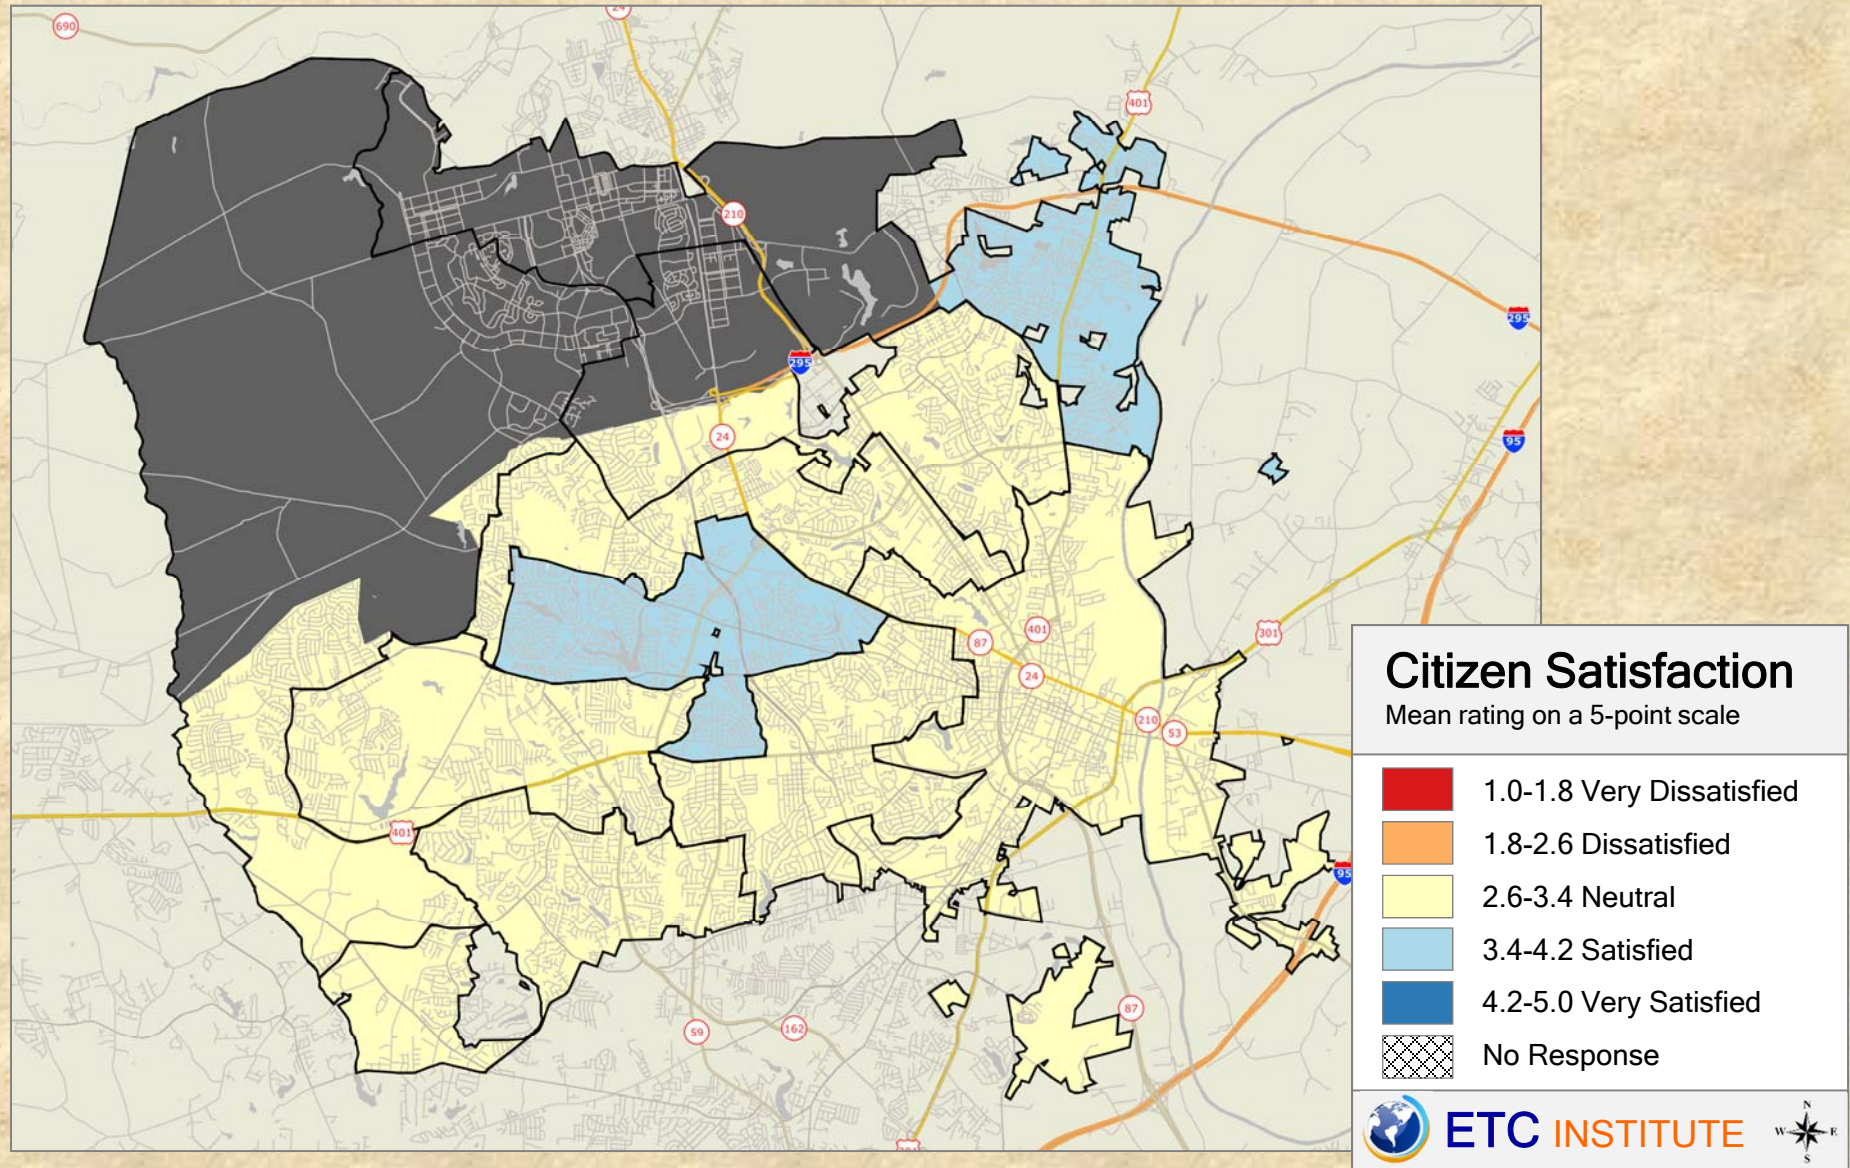 690
24
401
210
295
295
24
95
401
87
301
24
210
53
401
95
87
59
162
Citizen Satisfaction
Mean rating on a 5-point scale
1.0-1.8 Very Dissatisfied
1.8-2.6 Dissatisfied
2.6-3.4 Neutral
3.4-4.2 Satisfied
4.2-5.0 Very Satisfied
No Response
ETC INSTITUTE
N
W E
S